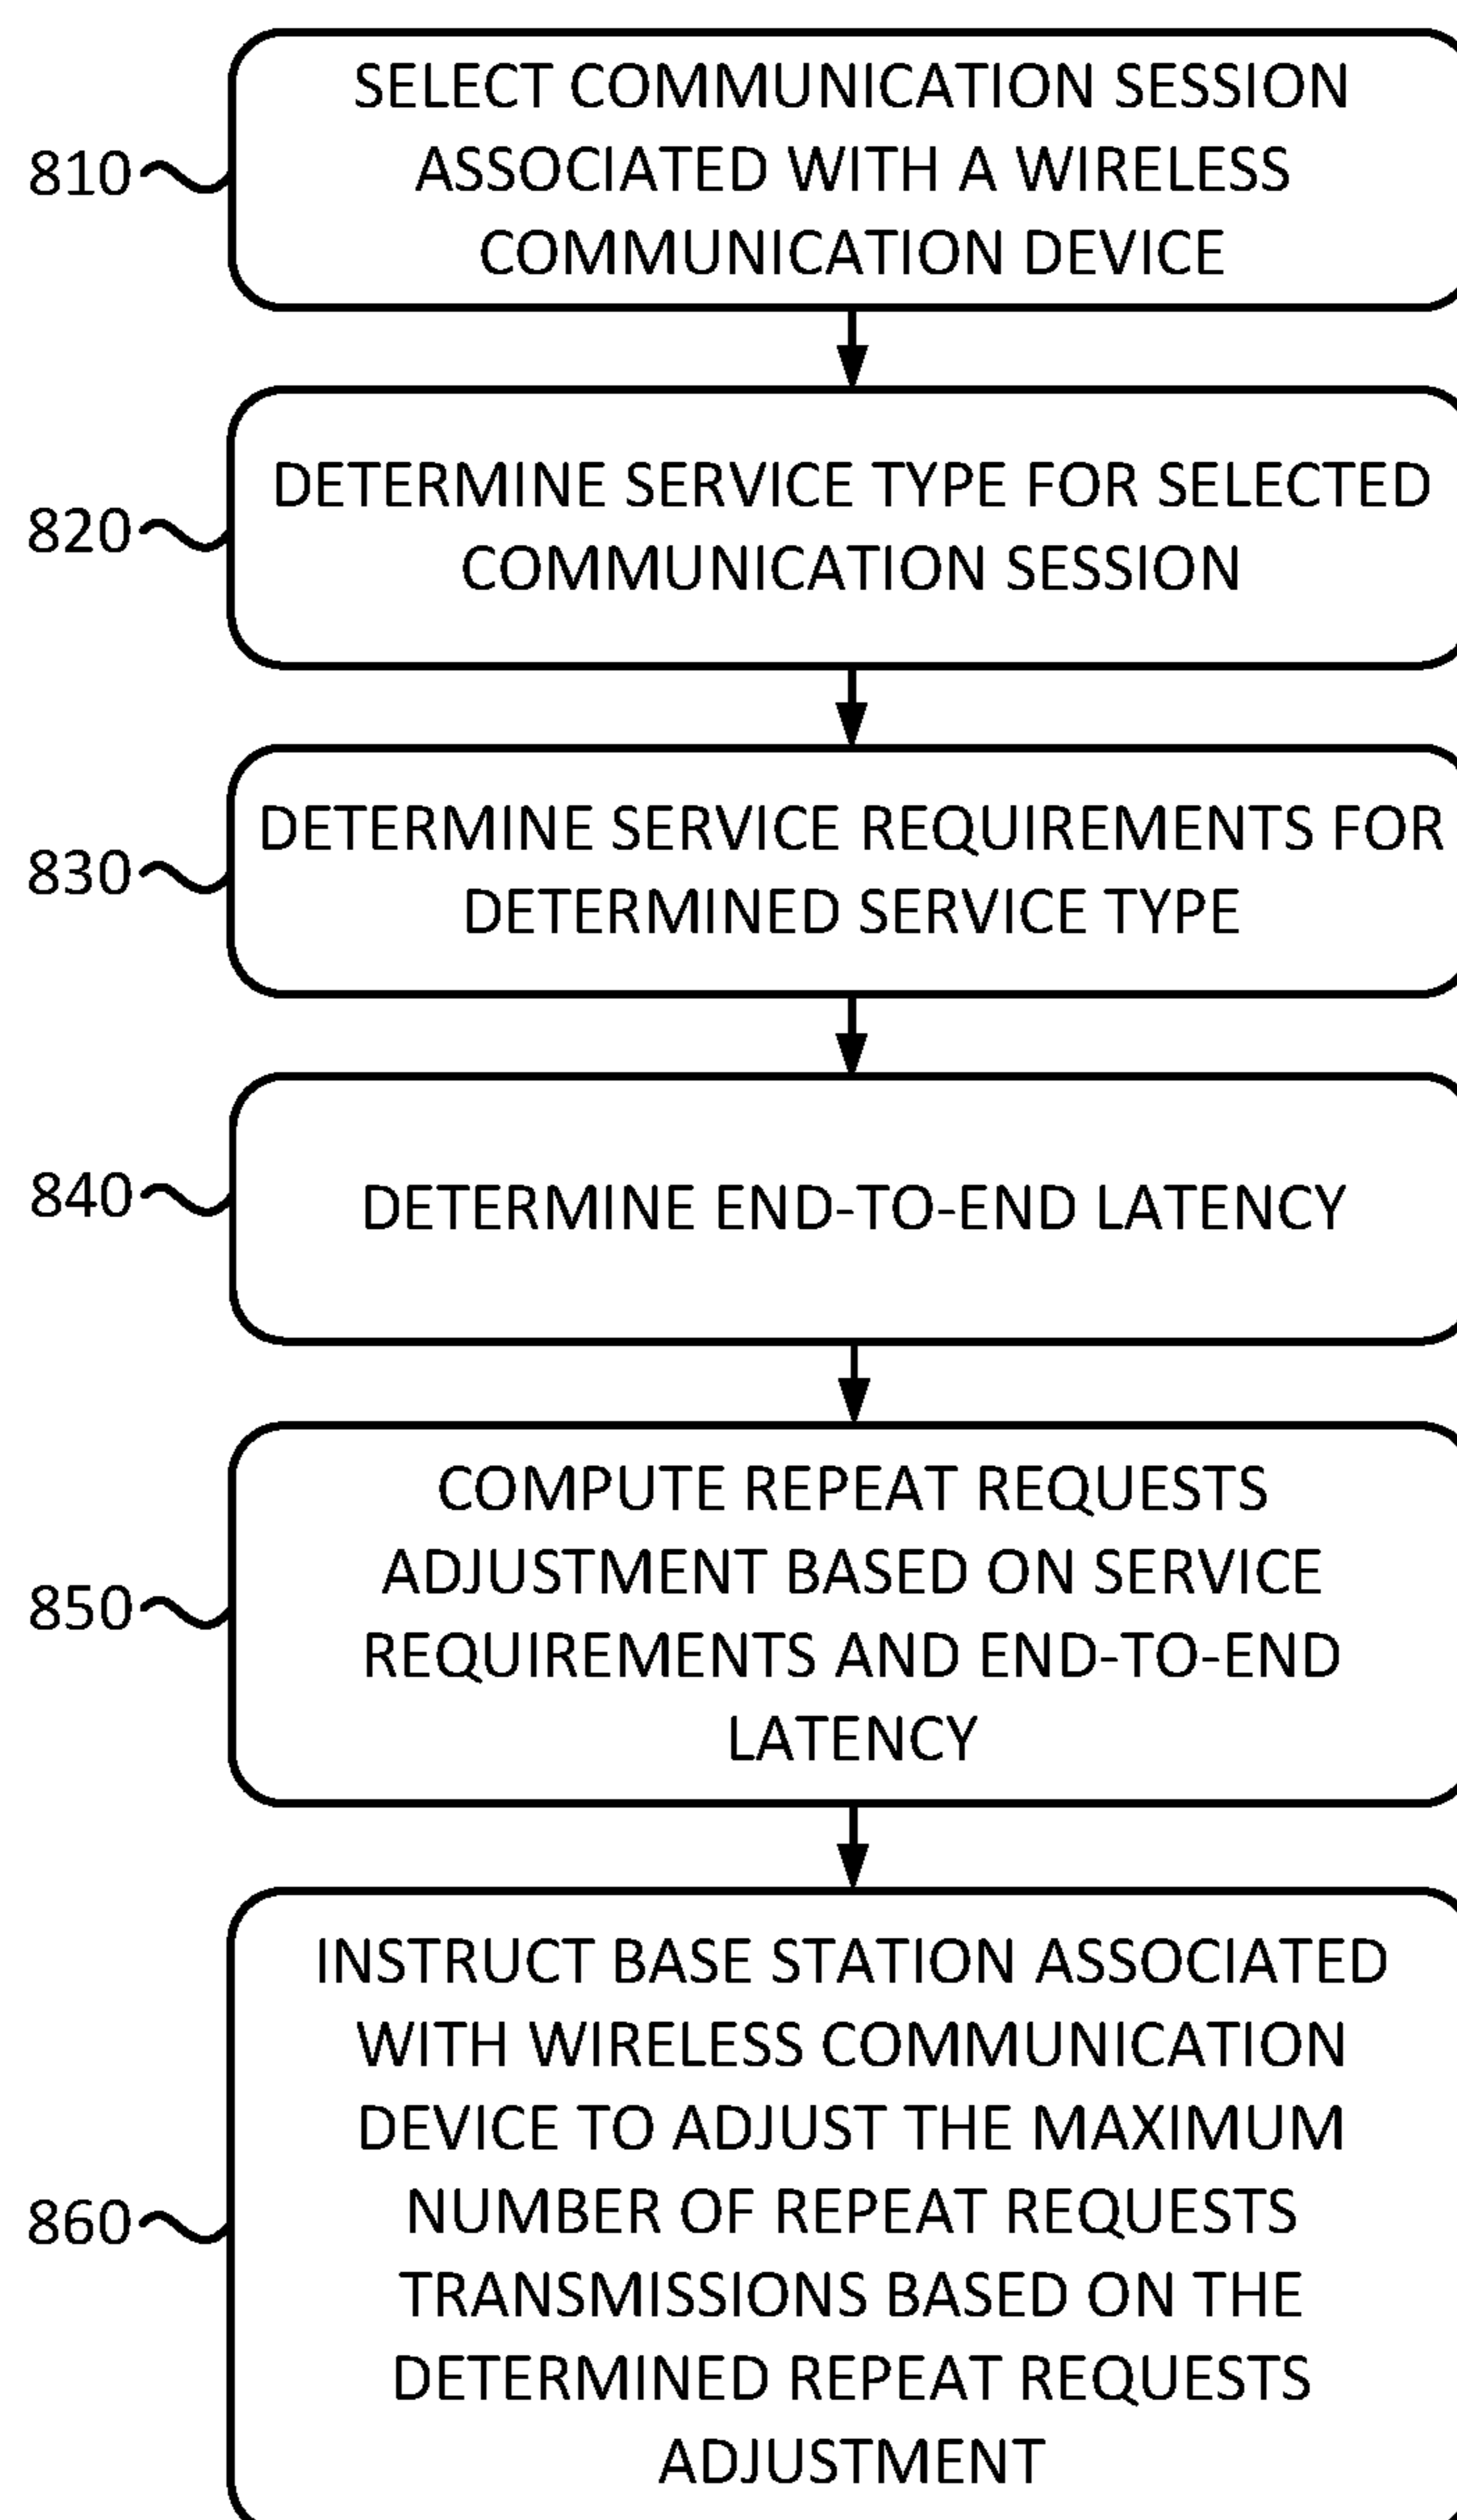 SELECT COMMUNICATION SESSION
ASSOCIATED WITH A WIRELESS
COMMUNICATION DEVICE
810
DETERMINE SERVICE TYPE FOR SELECTED
COMMUNICATION SESSION
820
DETERMINE SERVICE REQUIREMENTS FOR
DETERMINED SERVICE TYPE
830
DETERMINE END-TO-END LATENCY
840
COMPUTE REPEAT REQUESTS
ADJUSTMENT BASED ON SERVICE
REQUIREMENTS AND END-TO-END
LATENCY
850
INSTRUCT BASE STATION ASSOCIATED
WITH WIRELESS COMMUNICATION
DEVICE TO ADJUST THE MAXIMUM
NUMBER OF REPEAT REQUESTS
TRANSMISSIONS BASED ON THE
DETERMINED REPEAT REQUESTS
ADJUSTMENT
860